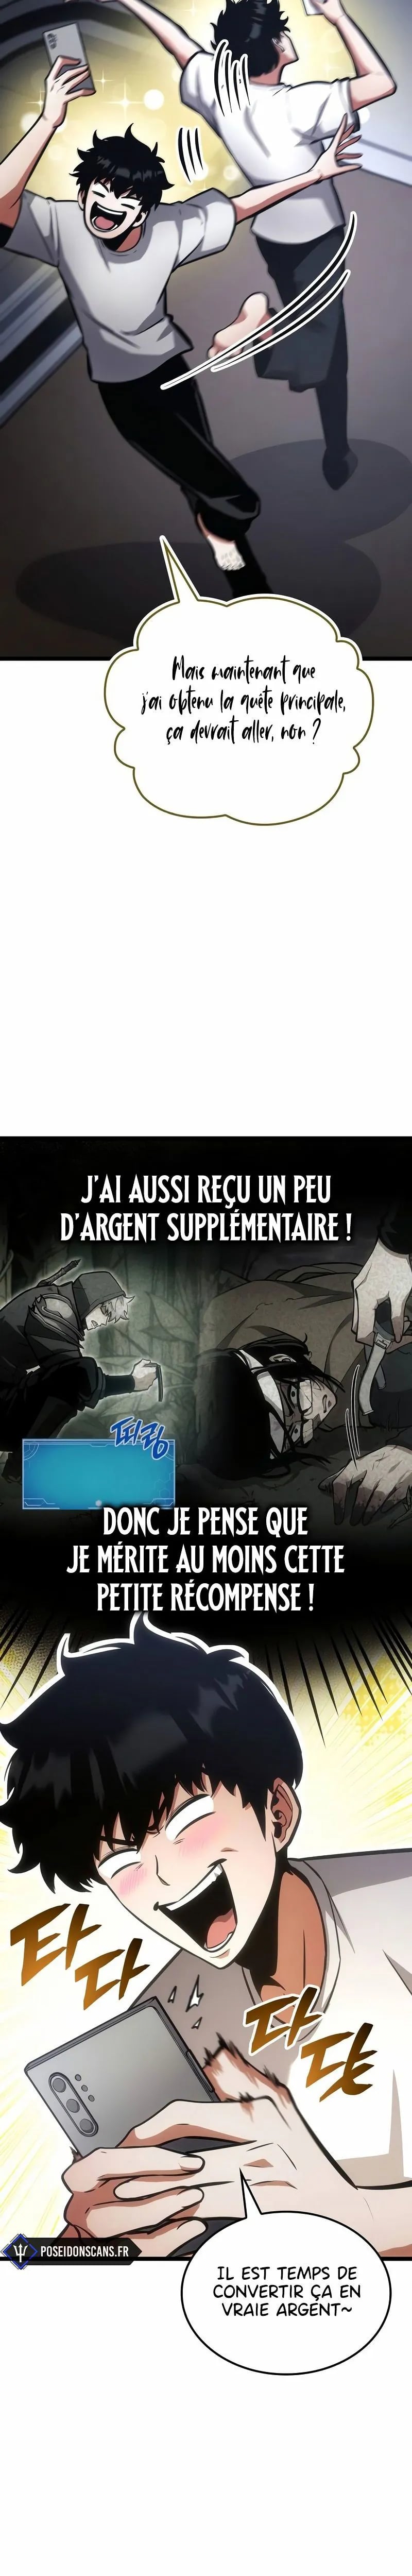 Mais maintenant que
j'ai obtenu la quête principale,
ça devrait aller, non ?
J'AI AUSSI REÇU UN PEU
D'ARGENT SUPPLÉMENTAIRE !
띠링
DONC JE PENSE QUE
JE MÉRITE AU MOINS CETTE
PETITE RÉCOMPENSE !
타
다
타
닷
POSEIDONSCANS.FR
IL EST TEMPS DE
CONVERTIR ÇA EN
VRAIE ARGENT~